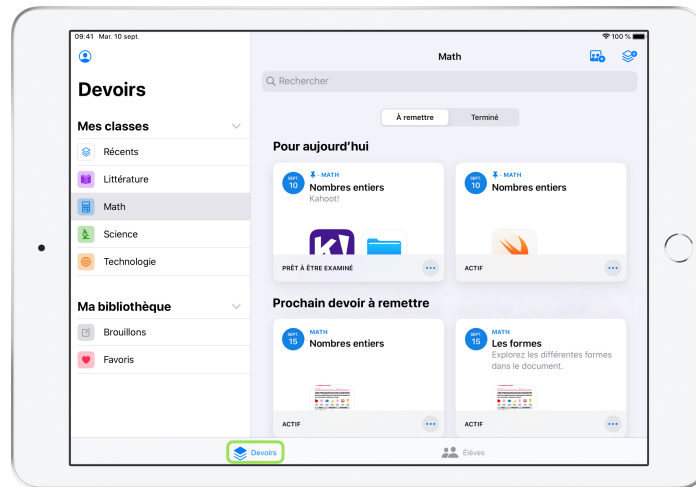 09:41 Mar. 10 sept.
100 %
Devoirs
Mes classes
Récents
Littérature
Math
Science
Technologie
Ma bibliothèque
Brouillons
Favoris
Math
Rechercher
À remettre
Terminé
Pour aujourd’hui
SEPT.
10
· MATH
Nombres entiers
Kahoot!
K!
PRÊT À ÊTRE EXAMINÉ
SEPT.
10
· MATH
Nombres entiers
ACTIF
Prochain devoir à remettre
SEPT.
15
MATH
Nombres entiers
ACTIF
SEPT.
15
MATH
Les formes
Explorez les différentes formes
dans le document.
ACTIF
Devoirs
Élèves